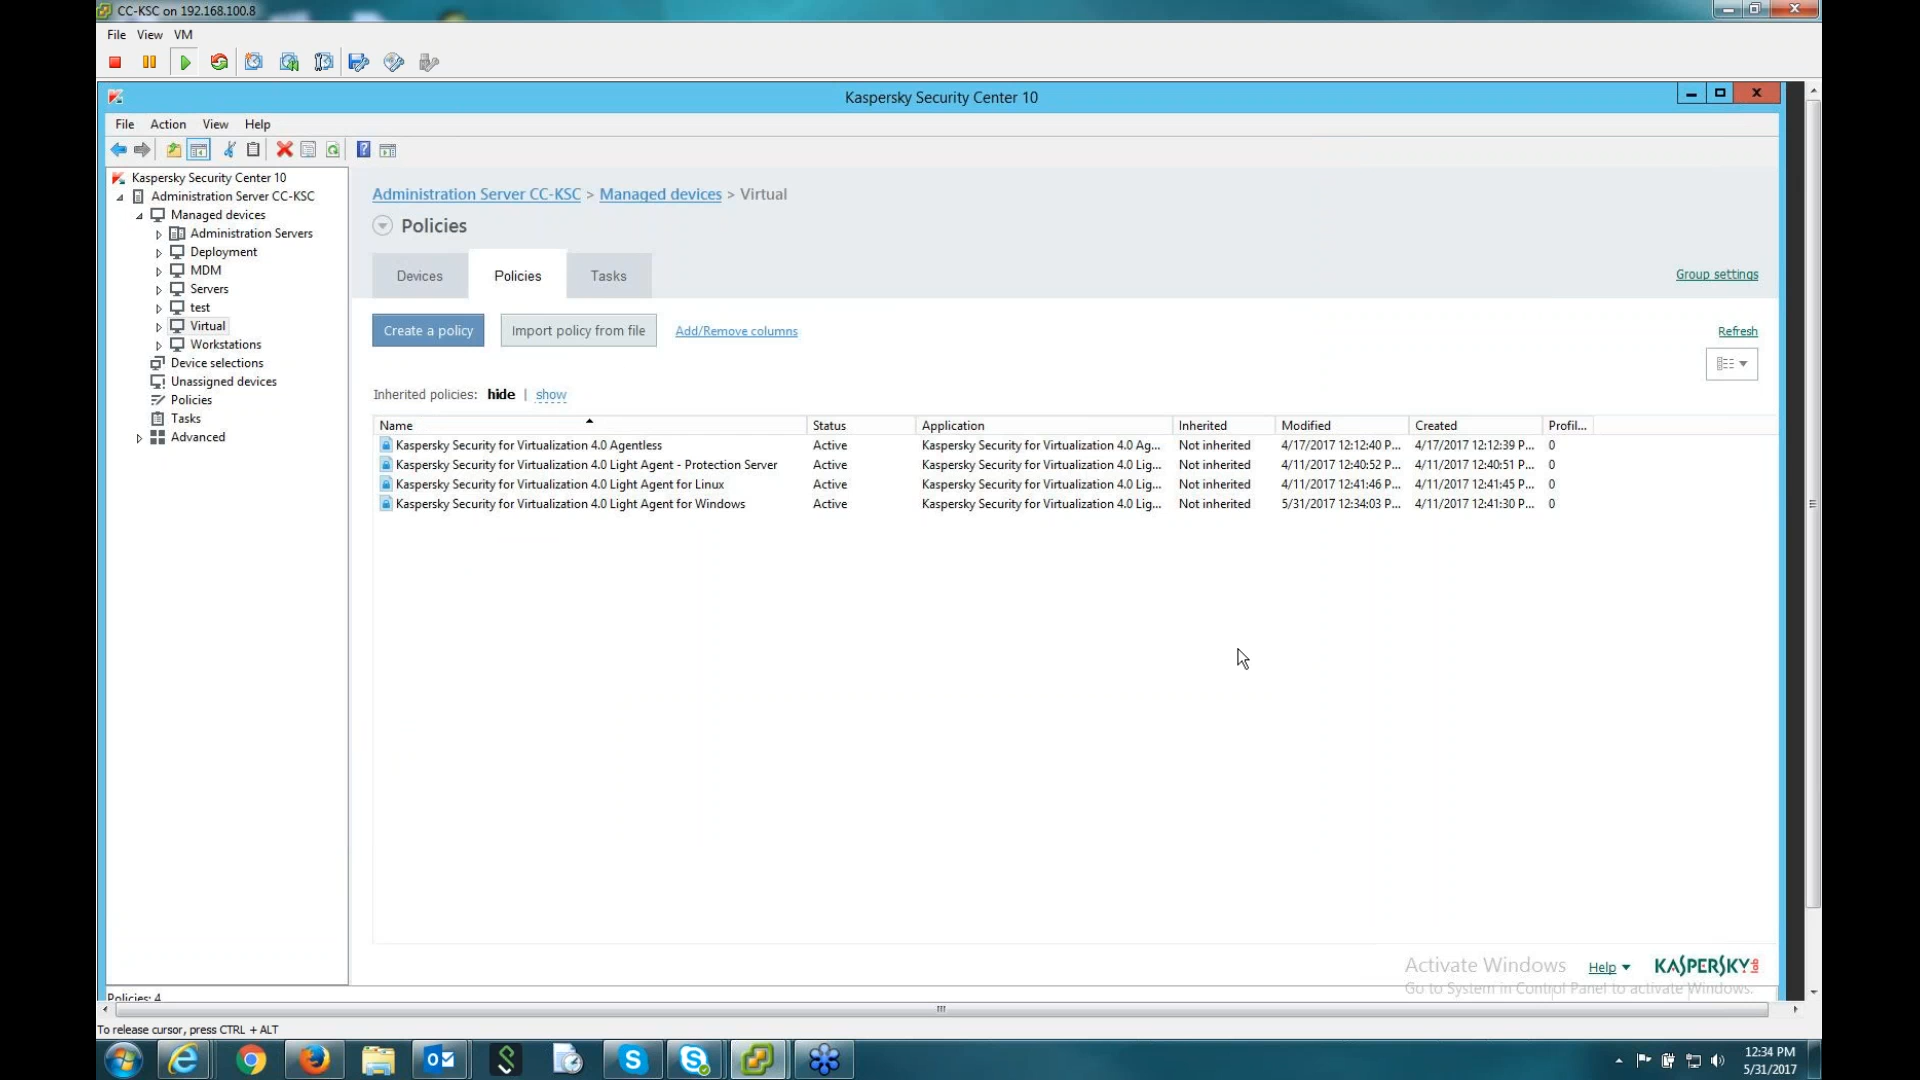 CC-KSC on 192.168.100.8
File View VM
Kaspersky Security Center 10
File Action View Help
Kaspersky Security Center 10
Administration Server CC-KSC
Managed devices
Administration Servers
Deployment
MDM
Servers
test
Virtual
Workstations
Device selections
Unassigned devices
Policies
Tasks
Advanced
Administration Server CC-KSC > Managed devices > Virtual
Policies
Devices Policies Tasks
Group settings
Create a policy Import policy from file Add/Remove columns
Refresh
Inherited policies: hide | show
Name Status Application Inherited Modified Created Profil...
Kaspersky Security for Virtualization 4.0 Agentless Active Kaspersky Security for Virtualization 4.0 Ag... Not inherited 4/17/2017 12:12:40 P... 4/17/2017 12:12:39 P... 0
Kaspersky Security for Virtualization 4.0 Light Agent - Protection Server Active Kaspersky Security for Virtualization 4.0 Lig... Not inherited 4/11/2017 12:40:52 P... 4/11/2017 12:40:51 P... 0
Kaspersky Security for Virtualization 4.0 Light Agent for Linux Active Kaspersky Security for Virtualization 4.0 Lig... Not inherited 4/11/2017 12:41:46 P... 4/11/2017 12:41:45 P... 0
Kaspersky Security for Virtualization 4.0 Light Agent for Windows Active Kaspersky Security for Virtualization 4.0 Lig... Not inherited 5/31/2017 12:34:03 P... 4/11/2017 12:41:30 P... 0
Activate Windows
Help
KASPERSKY lab
Go to System in Control Panel to activate Windows.
Policies: 4
To release cursor, press CTRL + ALT
12:34 PM
5/31/2017